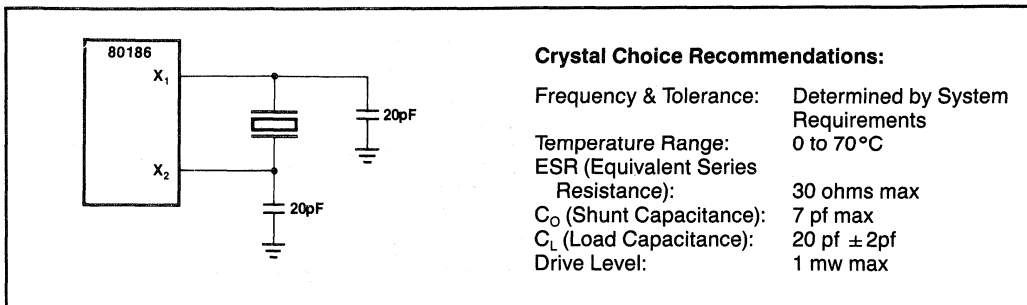 80186
X1
20pF
X2
20pF
Crystal Choice Recommendations:
Frequency & Tolerance: Determined by System
Requirements
Temperature Range: 0 to 70°C
ESR (Equivalent Series
Resistance): 30 ohms max
CO (Shunt Capacitance): 7 pf max
CL (Load Capacitance): 20 pf ±2pf
Drive Level: 1 mw max